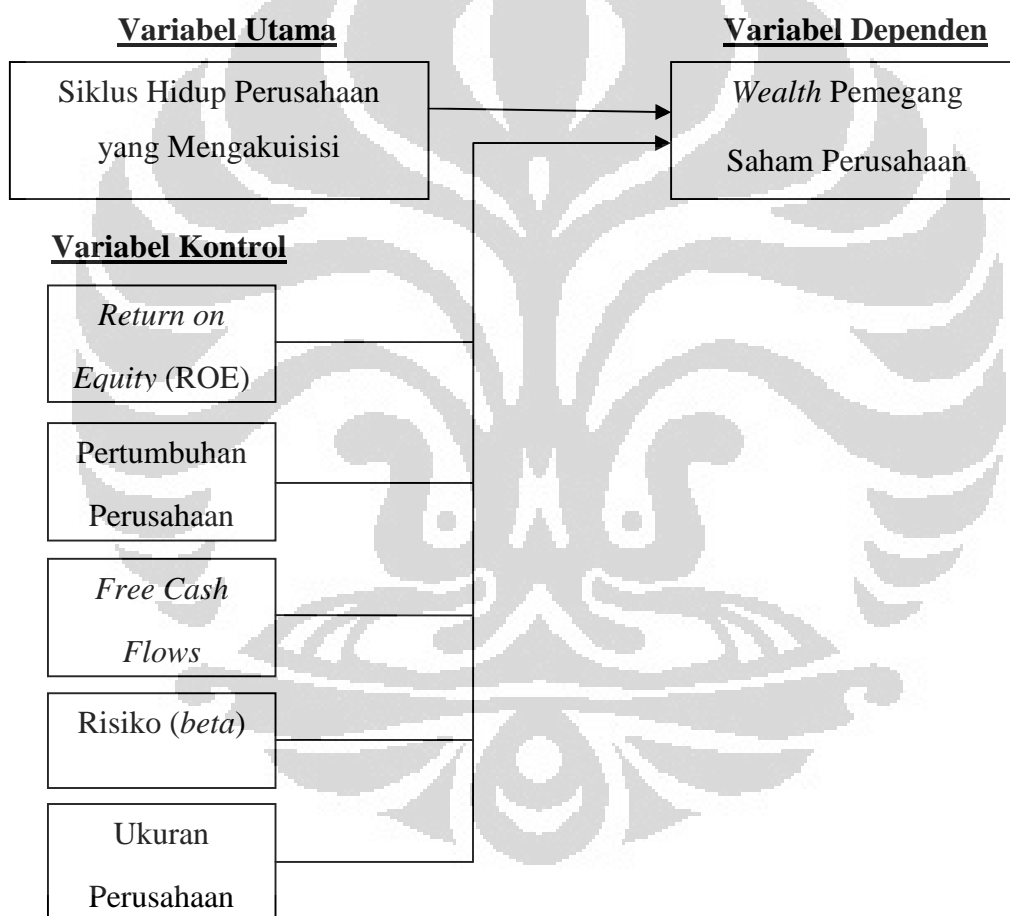 Variabel Utama
Variabel Dependen
Siklus Hidup Perusahaan
yang Mengakuisisi
Wealth Pemegang
Saham Perusahaan
Variabel Kontrol
Return on
Equity (ROE)
Pertumbuhan
Perusahaan
Free Cash
Flows
Risiko (beta)
Ukuran
Perusahaan